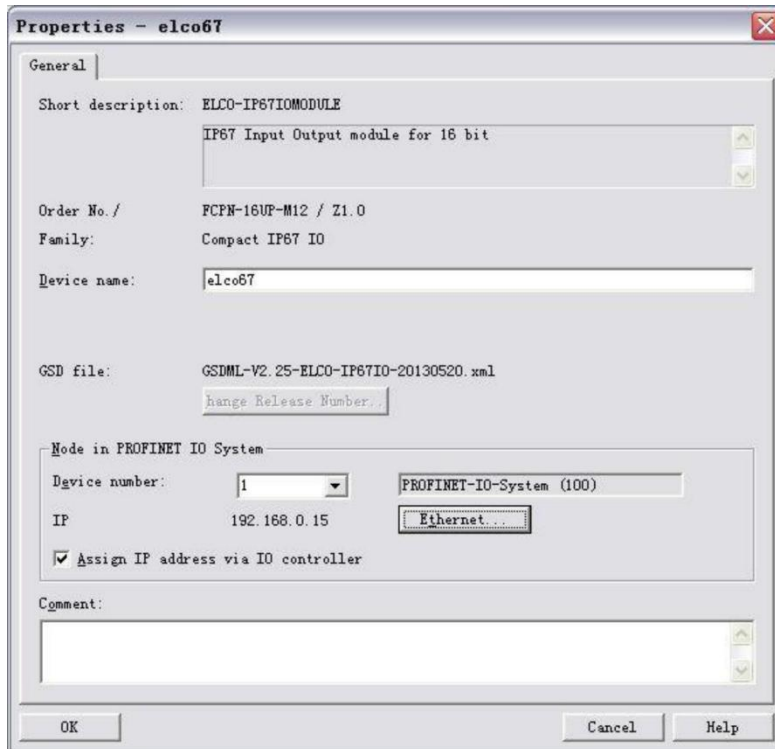 Properties - elco67
General
Short description: ELCO-IP67IOMODULE
IP67 Input Output module for 16 bit
Order No./ FCPN-16UP-M12 / Z1.0
Family: Compact IP67 IO
Device name: elco67
GSD file: GSDML-V2.25-ELCO-IP67IO-20130520.xml
hange Release Number..
Node in PROFINET IO System
Device number: 1 PROFINET-IO-System (100)
IP 192.168.0.15 Ethernet...
Assign IP address via IO controller
Comment:
OK Cancel Help